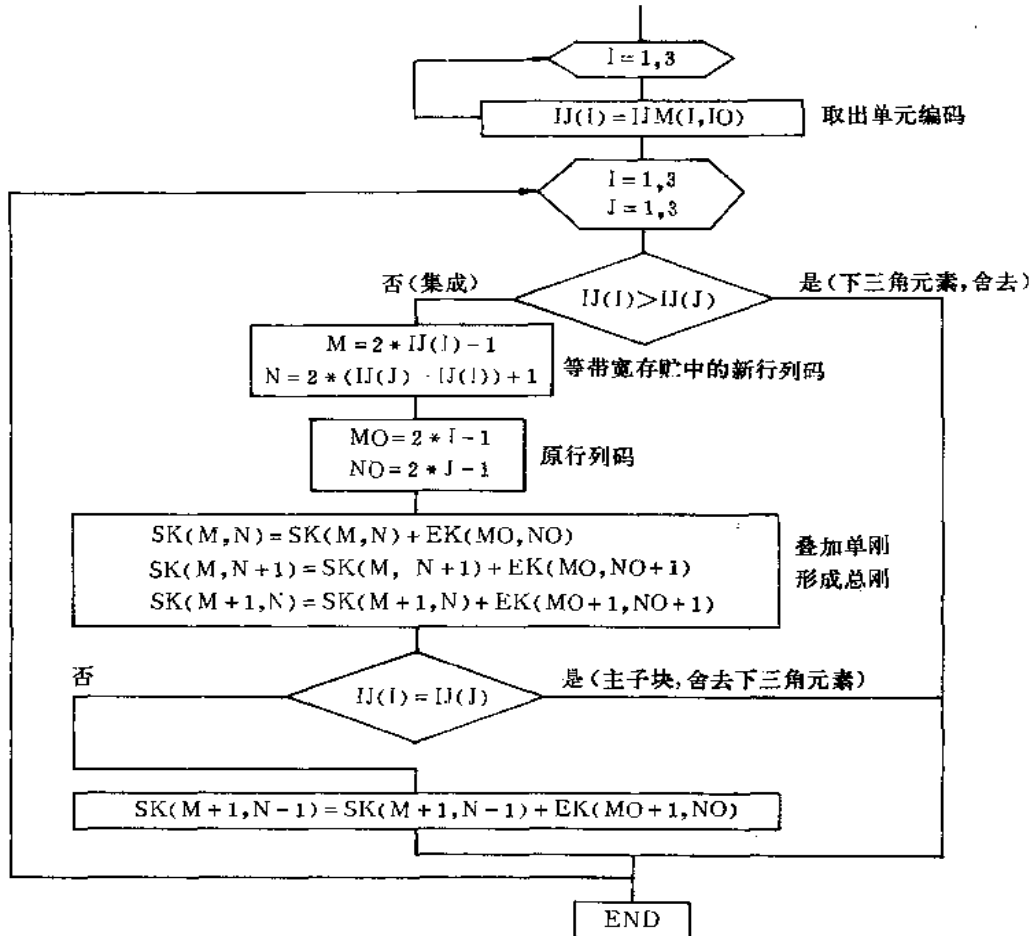 I=1,3
IJ(I)=IJM(I,IO)
取出单元编码
I=1,3
J=1,3
否(集成)
IJ(I)>IJ(J)
是(下三角元素,舍去)
M=2*IJ(I)-1
N=2*(IJ(J)-IJ(I))+1
等带宽存贮中的新行列码
MO=2*I-1
NO=2*J-1
原行列码
SK(M,N)=SK(M,N)+EK(MO,NO)
SK(M,N+1)=SK(M, N+1)+EK(MO,NO+1)
SK(M+1,N)=SK(M+1,N)+EK(MO+1,NO+1)
叠加单刚
形成总刚
否
IJ(I)=IJ(J)
是(主子块,舍去下三角元素)
SK(M+1,N-1)=SK(M+1,N-1)+EK(MO+1,NO)
END